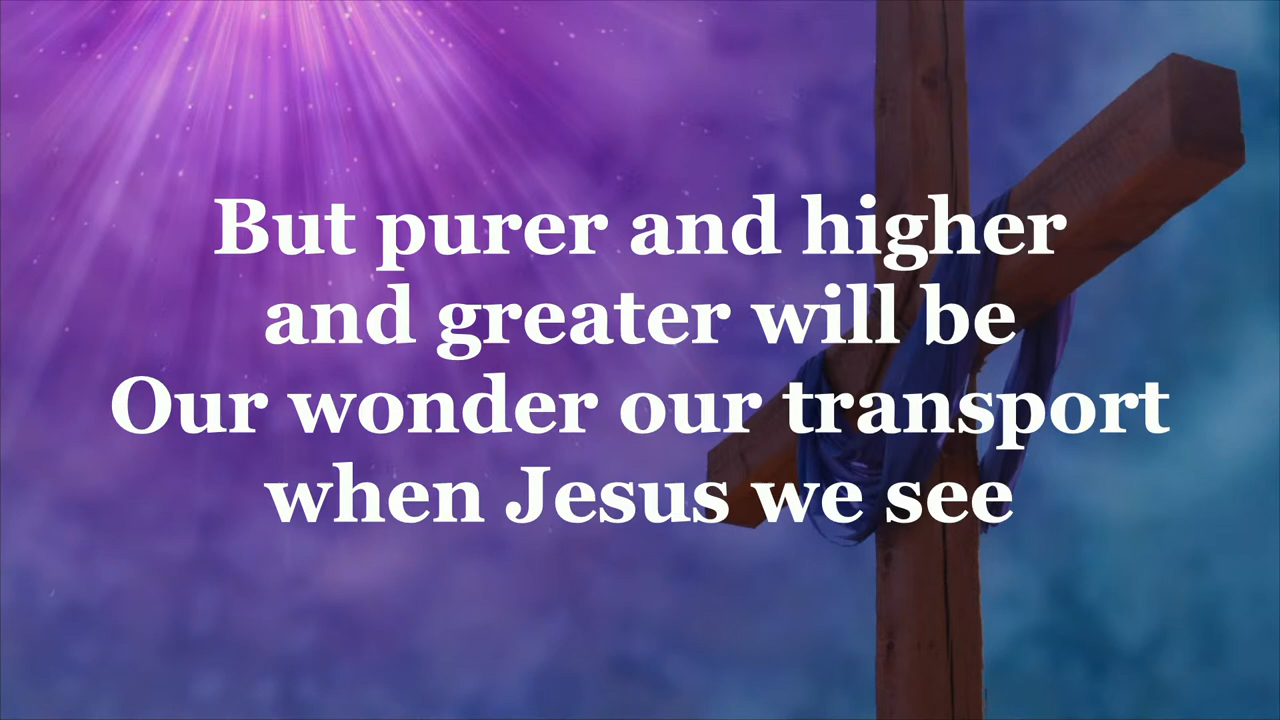 But purer and higher
and greater will be
Our wonder our transport
when Jesus we see